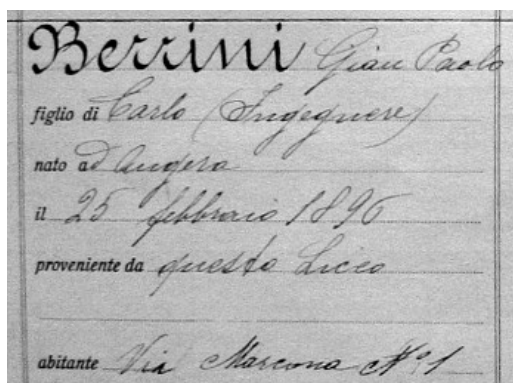 Berrini Gian Paolo
figlio di Carlo (Ingegnere)
nato ad Angera
il 25 febbraio 1896
proveniente da questo Liceo
abitante Via Marcona Nº 1